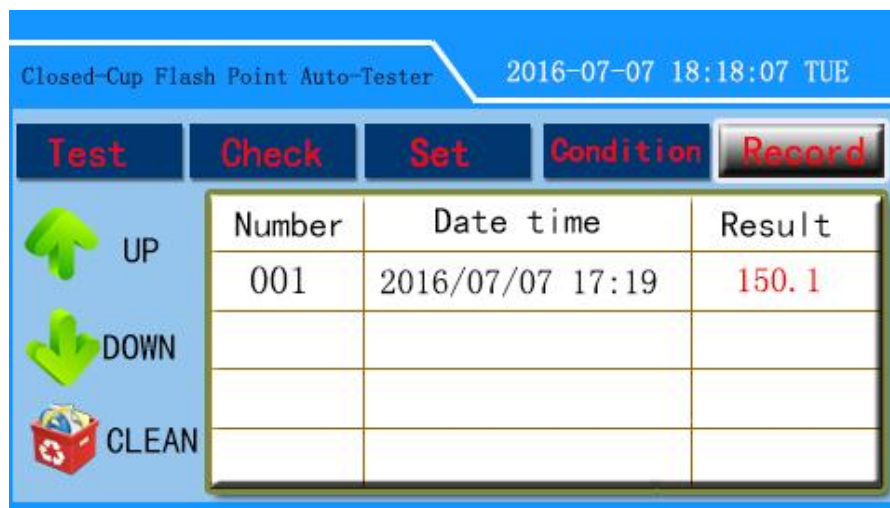 Closed-Cup Flash Point Auto-Tester 2016-07-07 18:18:07 TUE
Test Check Set Condition Record
Number Date time Result
UP
001 2016/07/07 17:19 150.1
DOWN
CLEAN